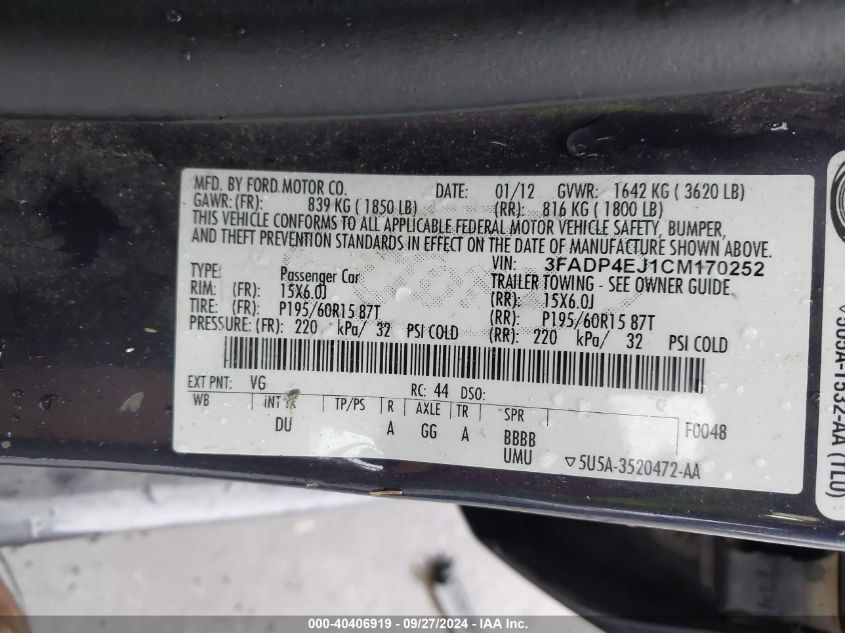 MFD. BY FORD MOTOR CO. DATE: 01/12 GVWR: 1642 KG ( 3620 LB)
GAWR:(FR): 839 KG ( 1850 LB) (RR): 816 KG ( 1800 LB)
THIS VEHICLE CONFORMS TO ALL APPLICABLE FEDERAL MOTOR VEHICLE SAFETY, BUMPER,
AND THEFT PREVENTION STANDARDS IN EFFECT ON THE DATE OF MANUFACTURE SHOWN ABOVE.
VIN: 3FADP4EJ1CM170252
TYPE: Passenger Car TRAILER TOWING - SEE OWNER GUIDE
RIM: (FR): 15X6.0J (RR): 15X6.0J
TIRE: (FR): P195/60R15 87T (RR): P195/60R15 87T
PRESSURE: (FR): 220 kPa/ 32 PSI COLD (RR): 220 kPa/ 32 PSI COLD
EXT PNT: VG RC: 44 DSO:
WB INT TR TP/PS R AXLE TR SPR F0048
DU A GG A BBBB
UMU ▽5U5A-3520472-AA
5U5A-1532-AA (TLD)
000-40406919 - 09/27/2024 - IAA Inc.